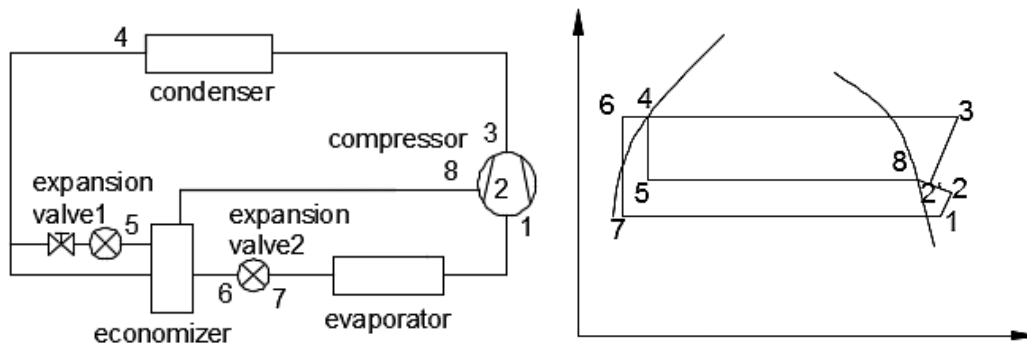 4
condenser
compressor
3
8
2
1
expansion
valve1
5
expansion
valve2
6
7
economizer
evaporator
6
4
3
8
5
2'
2
7
1